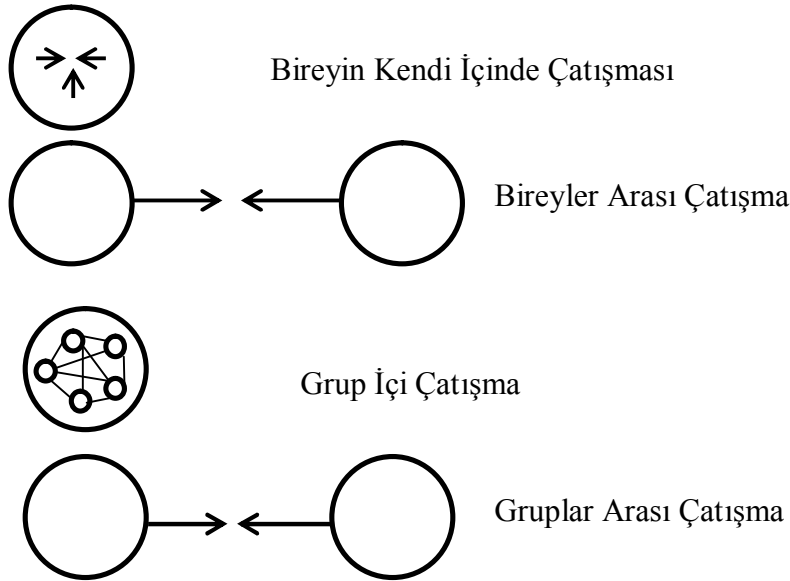 Bireyin Kendi İçinde Çatışması
Bireyler Arası Çatışma
Grup İçi Çatışma
Gruplar Arası Çatışma